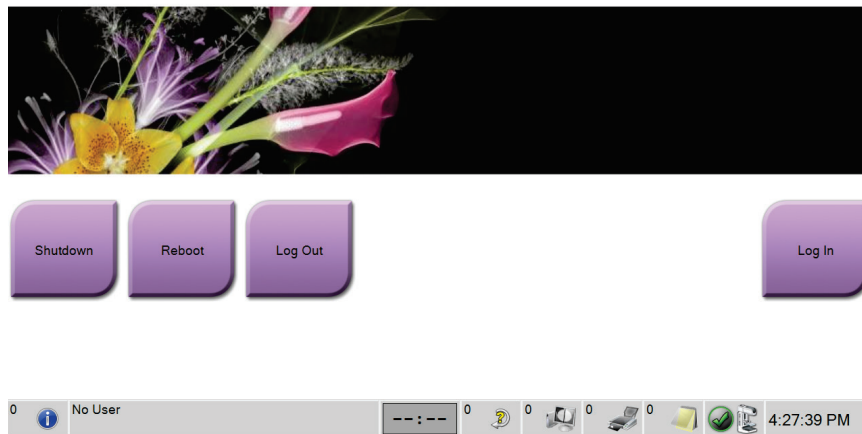 Shutdown
Reboot
Log Out
Log In
0
No User
--:--
0
0
0
0
4:27:39 PM